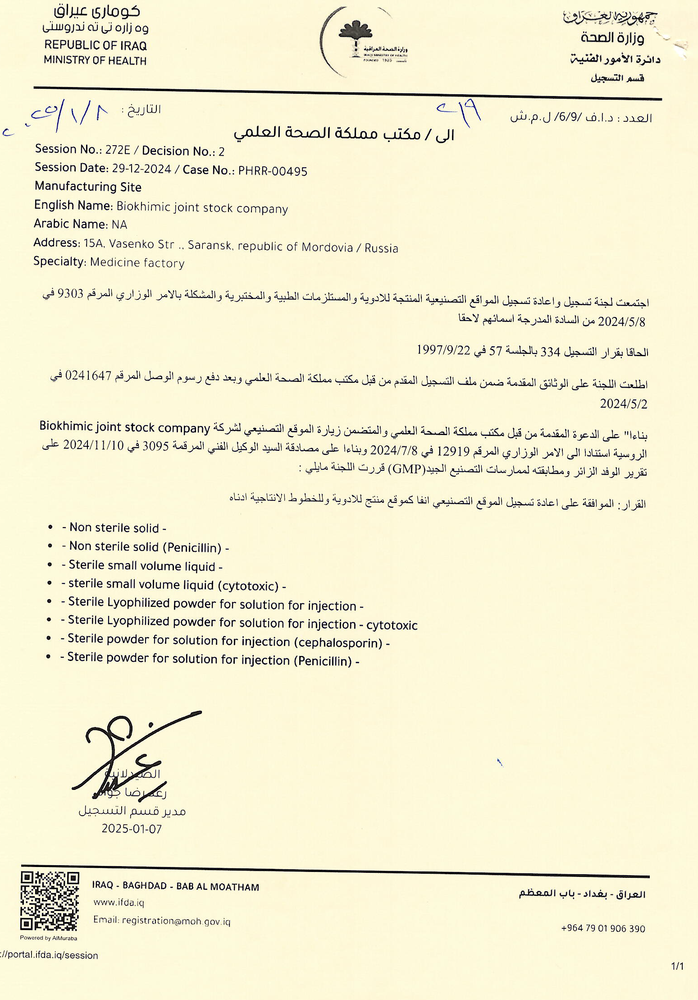 كوماری عیراق
وه زاره تی ته ندروستی
REPUBLIC OF IRAQ
MINISTRY OF HEALTH
وزارة الصحة العراقية
IRAQI MINISTRY OF HEALTH
FOUNDED 1920 تأسست
جمهورية العراق
وزارة الصحة
دائرة الأمور الفنية
قسم التسجيل
العدد : د.ا.ف /6/9/ ل.م.ش ٢١٩
التاريخ : ٢٠٢٥/١/٨
الى / مكتب مملكة الصحة العلمي
Session No.: 272E / Decision No.: 2
Session Date: 29-12-2024 / Case No.: PHRR-00495
Manufacturing Site
English Name: Biokhimic joint stock company
Arabic Name: NA
Address: 15A, Vasenko Str ., Saransk, republic of Mordovia / Russia
Specialty: Medicine factory
اجتمعت لجنة تسجيل واعادة تسجيل المواقع التصنيعية المنتجة للادوية والمستلزمات الطبية والمختبرية والمشكلة بالامر الوزاري المرقم 9303 في
2024/5/8 من السادة المدرجة اسمائهم لاحقا
الحاقا بقرار التسجيل 334 بالجلسة 57 في 1997/9/22
اطلعت اللجنة على الوثائق المقدمة ضمن ملف التسجيل المقدم من قبل مكتب مملكة الصحة العلمي وبعد دفع رسوم الوصل المرقم 0241647 في
2024/5/2
بناءا" على الدعوة المقدمة من قبل مكتب مملكة الصحة العلمي والمتضمن زيارة الموقع التصنيعي لشركة Biokhimic joint stock company
الروسية استنادا الى الامر الوزاري المرقم 12919 في 2024/7/8 وبناءا على مصادقة السيد الوكيل الفني المرقمة 3095 في 2024/11/10 على
تقرير الوفد الزائر ومطابقته لممارسات التصنيع الجيد(GMP) قررت اللجنة مايلي :
القرار: الموافقة على اعادة تسجيل الموقع التصنيعي انفا كموقع منتج للادوية وللخطوط الانتاجية ادناه
• - Non sterile solid -
• - Non sterile solid (Penicillin) -
• - Sterile small volume liquid -
• - sterile small volume liquid (cytotoxic) -
• - Sterile Lyophilized powder for solution for injection -
• - Sterile Lyophilized powder for solution for injection - cytotoxic
• - Sterile powder for solution for injection (cephalosporin) -
• - Sterile powder for solution for injection (Penicillin) -
الصيدلانية
رضا جواد
مدير قسم التسجيل
2025-01-07
IRAQ - BAGHDAD - BAB AL MOATHAM
www.ifda.iq
Email: registration@moh.gov.iq
العراق - بغداد - باب المعظم
+964 79 01 906 390
Powered by AlMuraba
://portal.ifda.iq/session
1/1